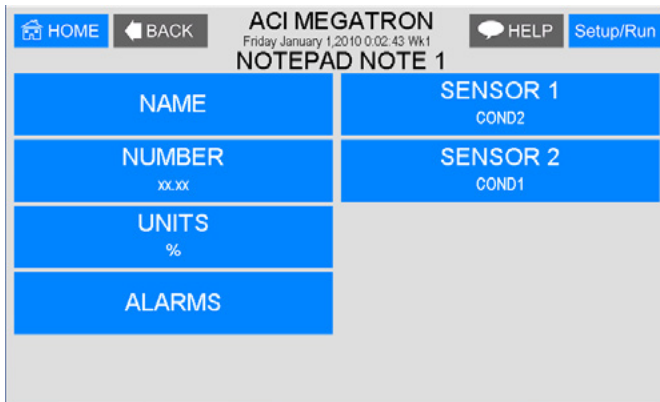 HOME
BACK
ACI MEGATRON
Friday January 1,2010 0:02:43 Wk1
NOTEPAD NOTE 1
HELP
Setup/Run
NAME
SENSOR 1
COND2
NUMBER
xx.xx
SENSOR 2
COND1
UNITS
%
ALARMS